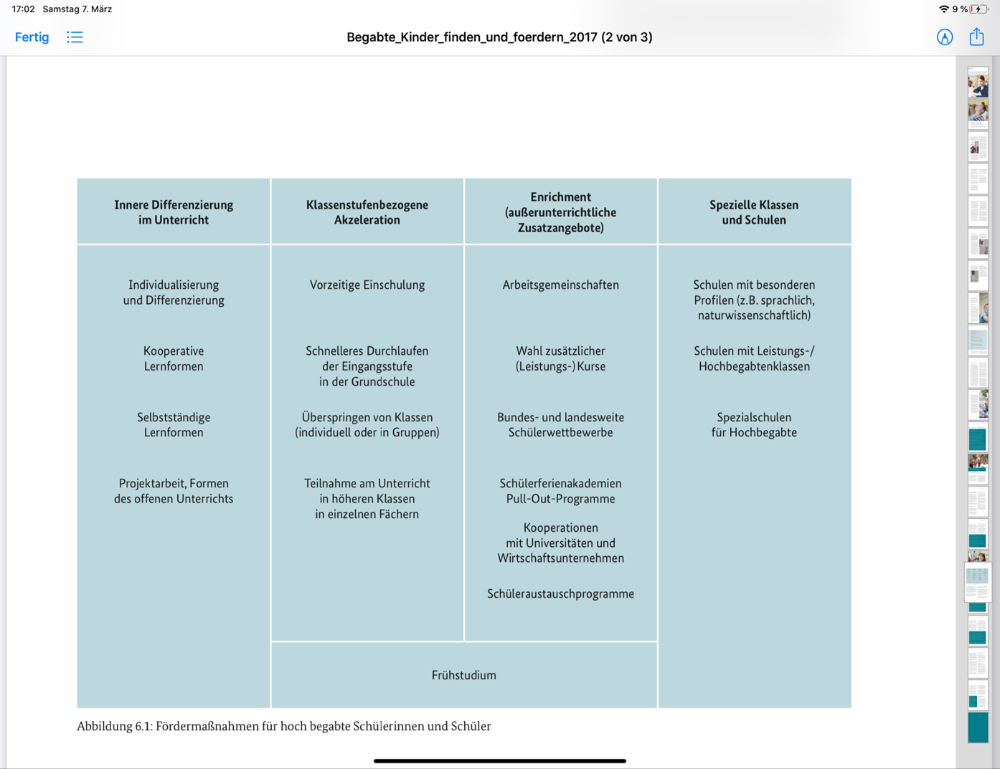 17:02 Samstag 7. März
9 %
Fertig
Begabte_Kinder_finden_und_foerdern_2017 (2 von 3)
Innere Differenzierung
im Unterricht
Klassenstufenbezogene
Akzeleration
Enrichment
(außerunterrichtliche
Zusatzangebote)
Spezielle Klassen
und Schulen
Individualisierung
und Differenzierung
Kooperative
Lernformen
Selbstständige
Lernformen
Projektarbeit, Formen
des offenen Unterrichts
Vorzeitige Einschulung
Schnelleres Durchlaufen
der Eingangsstufe
in der Grundschule
Überspringen von Klassen
(individuell oder in Gruppen)
Teilnahme am Unterricht
in höheren Klassen
in einzelnen Fächern
Arbeitsgemeinschaften
Wahl zusätzlicher
(Leistungs-) Kurse
Bundes- und landesweite
Schülerwettbewerbe
Schülerferienakademien
Pull-Out-Programme
Kooperationen
mit Universitäten und
Wirtschaftsunternehmen
Schüleraustauschprogramme
Schulen mit besonderen
Profilen (z.B. sprachlich,
naturwissenschaftlich)
Schulen mit Leistungs-/
Hochbegabtenklassen
Spezialschulen
für Hochbegabte
Frühstudium
Abbildung 6.1: Fördermaßnahmen für hoch begabte Schülerinnen und Schüler